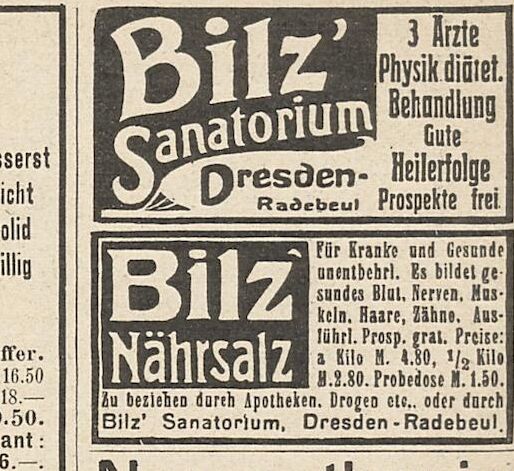 Bilz'
Sanatorium
Dresden-
Radebeul
3 Ärzte
Physik. diätet.
Behandlung
Gute
Heilerfolge
Prospekte frei
Bilz'
Nährsalz
Für Kranke und Gesunde
unentbehrl. Es bildet ge-
sundes Blut, Nerven, Mus-
keln, Haare, Zähne. Aus-
führl. Prosp. grat. Preise:
a Kilo M. 4.80, 1/2 Kilo
M. 2.80. Probedose M. 1.50.
Zu beziehen durch Apotheken. Drogen etc., oder durch
Bilz' Sanatorium, Dresden-Radebeul.
sserst
icht
olid
illig
ffer.
16.50
18.—
0.50.
ant:
6.—.